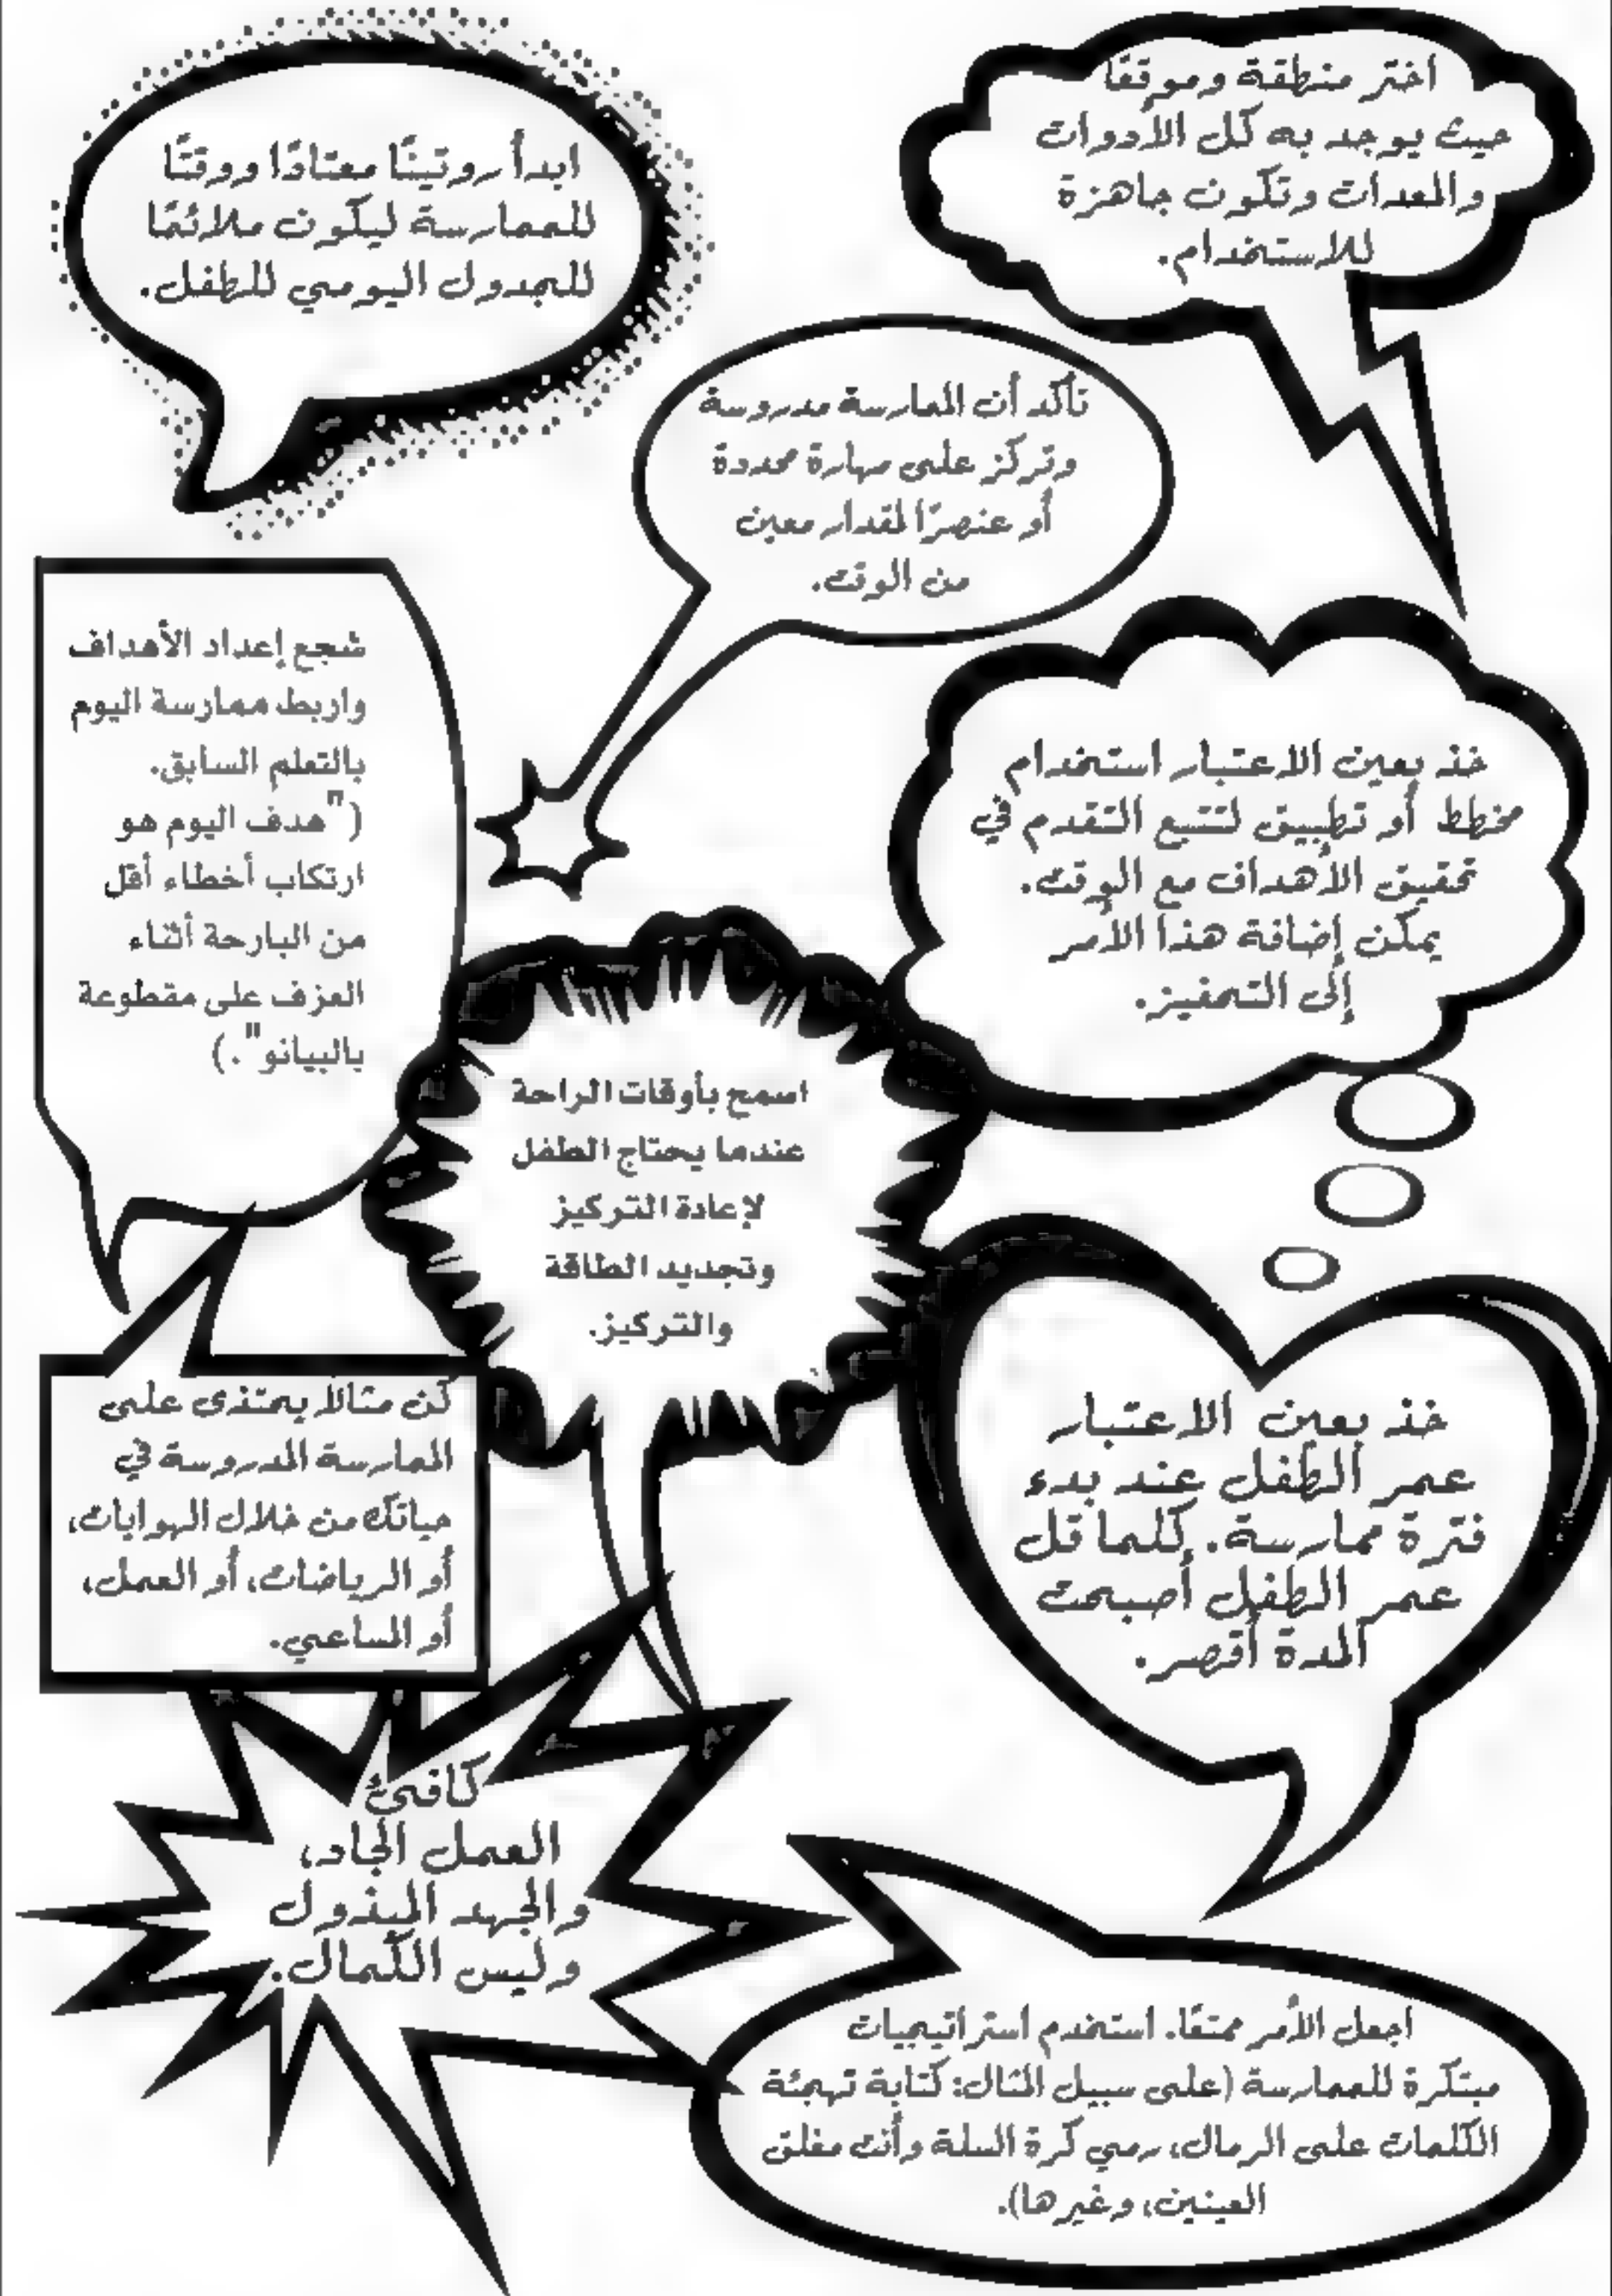 اختر منطقة وموقعًا
حيث يوجد به كل الأدوات
والمعدات وتكون جاهزة
للاستخدام.
ابدأ روتينًا معتادًا ووقتًا
للممارسة ليكون ملائمًا
للجدول اليومي للطفل.
تأكد أن الممارسة مدروسة
وتركز على مهارة محددة
أو عنصرًا لمقدار معين
من الوقت.
شجع إعداد الأهداف
واربط ممارسة اليوم
بالتعلم السابق.
("هدف اليوم هو
ارتكاب أخطاء أقل
من البارحة أثناء
العزف على مقطوعة
بالبيانو".)
خذ بعين الاعتبار استخدام
مخطط أو تطبيق لتتبع التقدم في
تحقيق الأهداف مع الوقت.
يمكن إضافة هذا الأمر
إلى التحفيز.
اسمح بأوقات الراحة
عندما يحتاج الطفل
لإعادة التركيز
وتجديد الطاقة
والتركيز.
خذ بعين الاعتبار
عمر الطفل عند بدء
فترة ممارسة. كلما قل
عمر الطفل أصبحت
المدة أقصر.
كن مثالًا يحتذى على
الممارسة المدروسة في
حياتك من خلال الهوايات،
أو الرياضات، أو العمل،
أو المساعي.
كافئ
العمل الجاد،
والجهد المبذول
وليس الكمال.
اجعل الأمر ممتعًا. استخدم استراتيجيات
مبتكرة للممارسة (على سبيل المثال: كتابة تهجئة
الكلمات على الرمال، رمي كرة السلة وأنت مغلق
العينين، وغيرها).